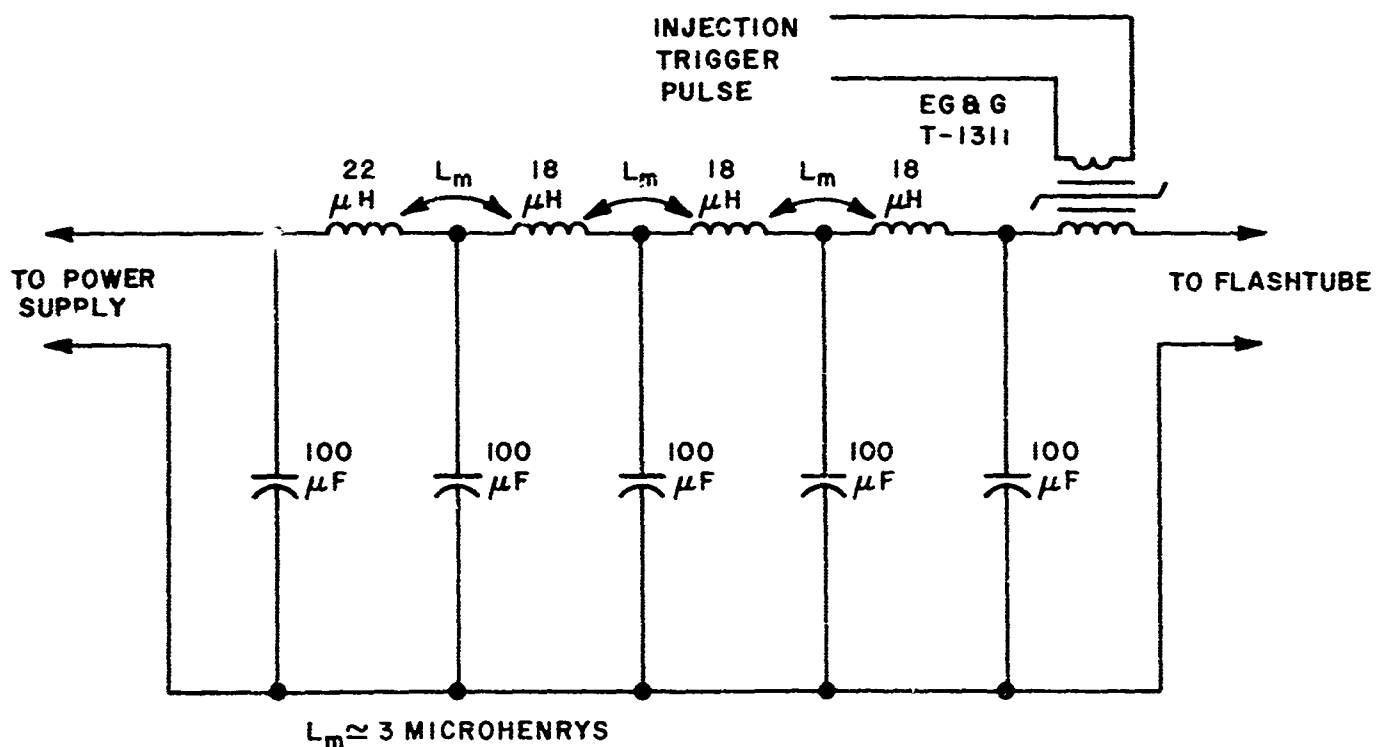 INJECTION
TRIGGER
PULSE
EG & G
T-1311
22
μH
Lm
18
μH
Lm
18
μH
Lm
18
μH
TO POWER
SUPPLY
TO FLASHTUBE
100
μF
100
μF
100
μF
100
μF
100
μF
Lm ≃ 3 MICROHENRYS